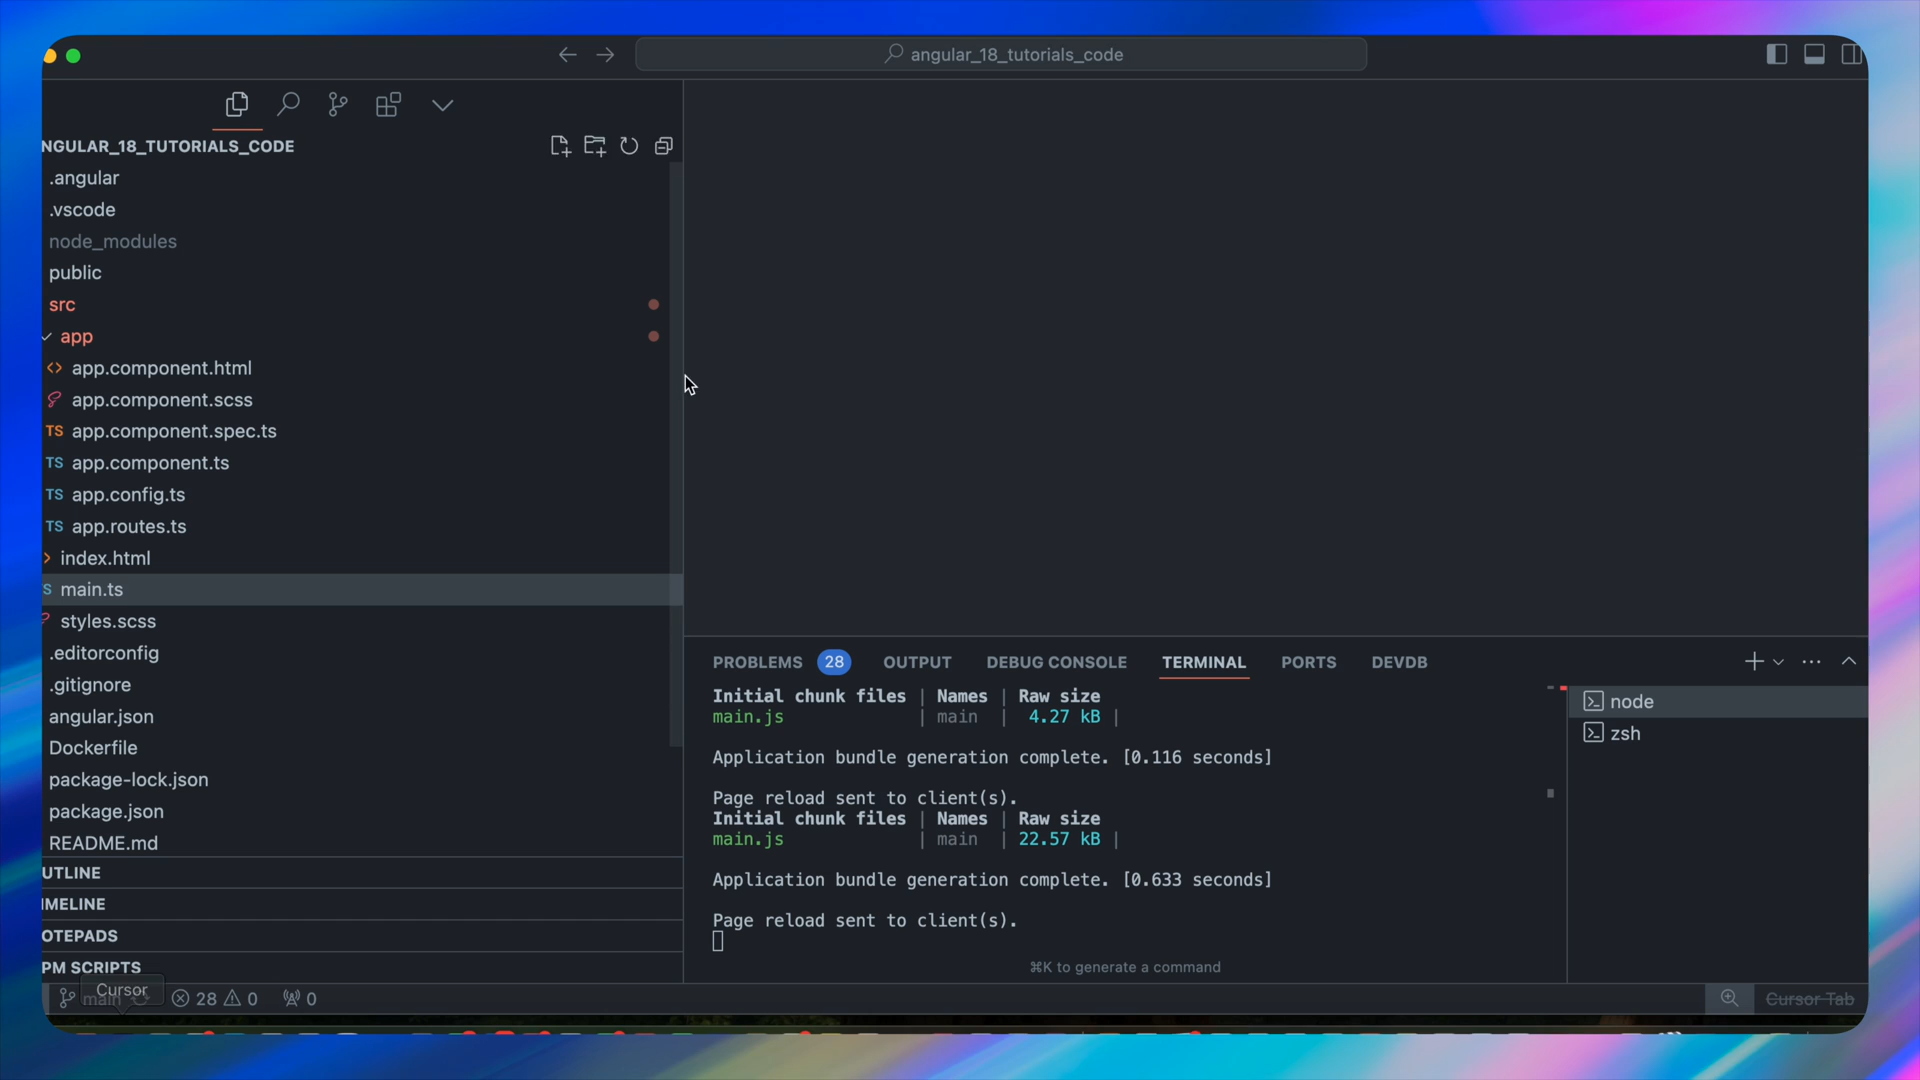 angular_18_tutorials_code
NGULAR_18_TUTORIALS_CODE
.angular
.vscode
node_modules
public
src
app
<> app.component.html
app.component.scss
TS app.component.spec.ts
TS app.component.ts
TS app.config.ts
TS app.routes.ts
> index.html
S main.ts
styles.scss
.editorconfig
.gitignore
angular.json
Dockerfile
package-lock.json
package.json
README.md
UTLINE
IMELINE
OTEPADS
PM SCRIPTS
PROBLEMS 28 OUTPUT DEBUG CONSOLE TERMINAL PORTS DEVDB
Initial chunk files | Names | Raw size
main.js | main | 4.27 kB |
Application bundle generation complete. [0.116 seconds]
Page reload sent to client(s).
Initial chunk files | Names | Raw size
main.js | main | 22.57 kB |
Application bundle generation complete. [0.633 seconds]
Page reload sent to client(s).
⌘K to generate a command
node
zsh
Cursor
main 28 0 0
Cursor Tab